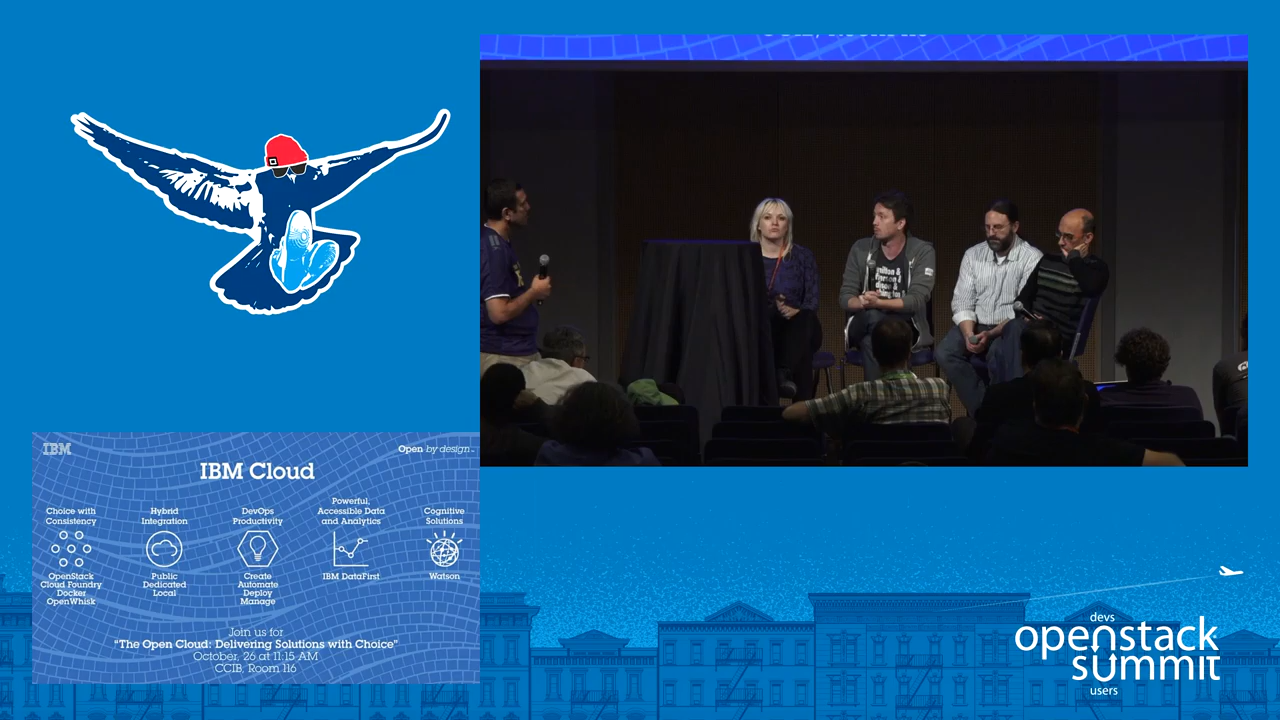 IBM
Open by design
IBM Cloud
Choice with
Consistency
Hybrid
Integration
DevOps
Productivity
Powerful,
Accessible Data
and Analytics
Cognitive
Solutions
OpenStack
Cloud Foundry
Docker
OpenWhisk
Public
Dedicated
Local
Create
Automate
Deploy
Manage
IBM DataFirst
Watson
Join us for
"The Open Cloud: Delivering Solutions with Choice"
October, 26 at 11:15 AM
CCIB, Room 116
devs
openstack
summit
users